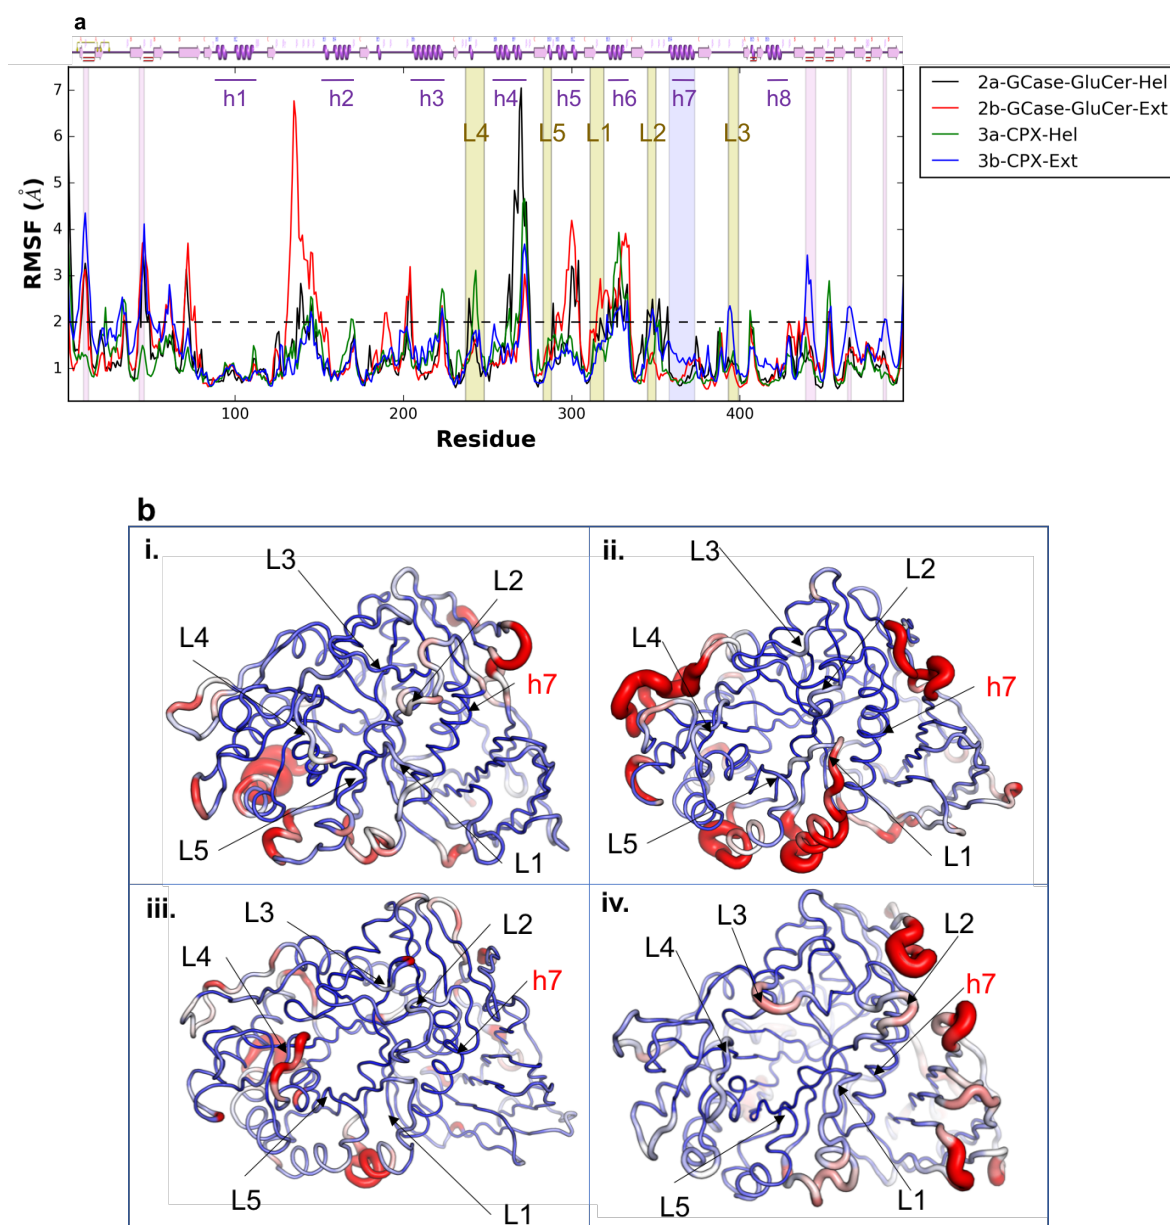 a
h1 h2 h3 h4 h5 h6 h7 h8
L4 L5 L1 L2 L3
7
6
5
4
3
2
1
RMSF (Å)
100 200 300 400
Residue
2a-GCase-GluCer-Hel
2b-GCase-GluCer-Ext
3a-CPX-Hel
3b-CPX-Ext
b
i.
L3
L2
L4
h7
L5
L1
ii.
L3
L2
L4
h7
L5
L1
iii.
L3
L2
L4
h7
L5
L1
iv.
L3
L2
L4
h7
L5
L1